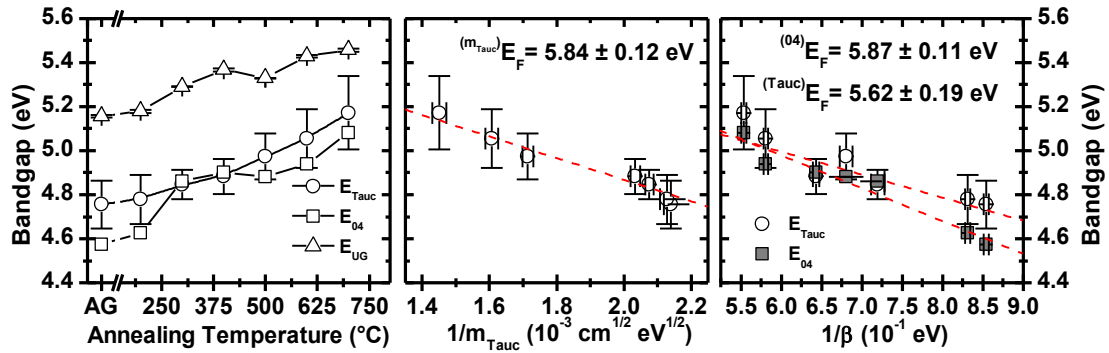 5.6
5.4
5.2
5.0
4.8
4.6
4.4
Bandgap (eV)
E_Tauc
E_04
E_UG
AG 250 375 500 625 750
Annealing Temperature (°C)
(m_Tauc)E_F = 5.84 ± 0.12 eV
1.4 1.6 1.8 2.0 2.2
1/m_Tauc (10^-3 cm^1/2 eV^1/2)
(04)E_F = 5.87 ± 0.11 eV
(Tauc)E_F = 5.62 ± 0.19 eV
E_Tauc
E_04
5.5 6.0 6.5 7.0 7.5 8.0 8.5 9.0
1/β (10^-1 eV)
5.6
5.4
5.2
5.0
4.8
4.6
4.4
Bandgap (eV)